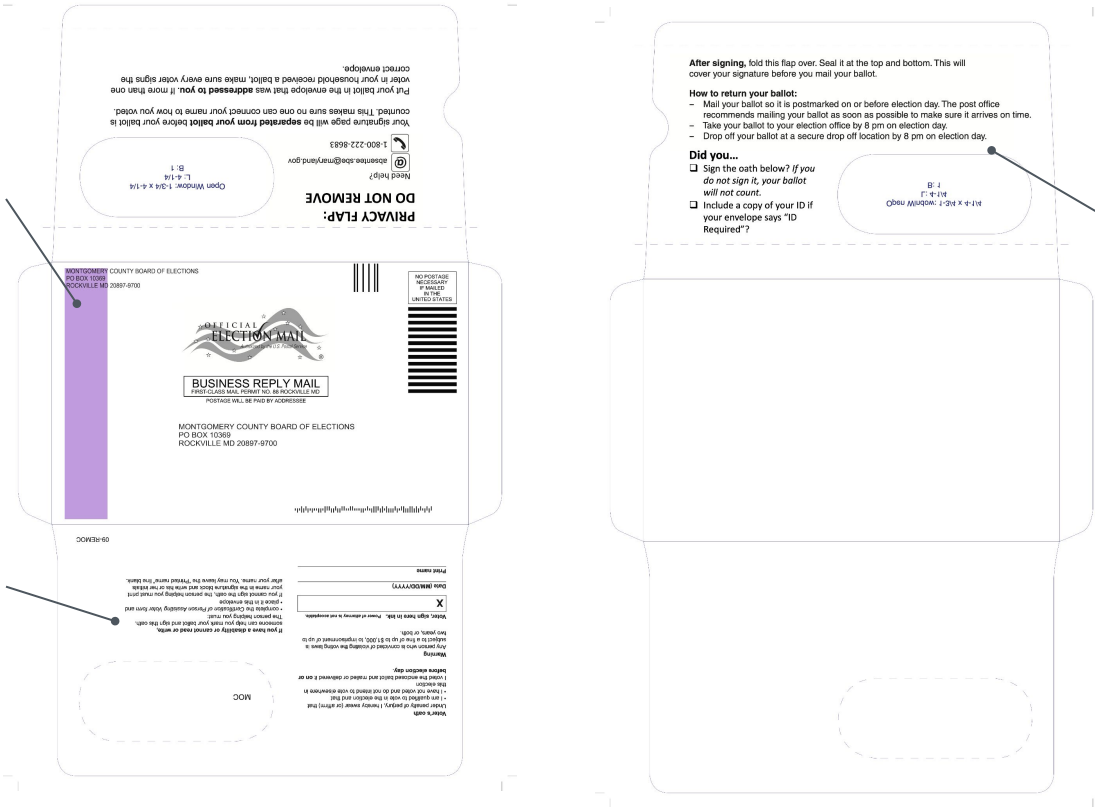 PRIVACY FLAP:
DO NOT REMOVE
Need help?
@ absentee.sbe@maryland.gov
1-800-222-8683
Open Window: 1-3/4 x 4-1/4
L: 4-1/4
B: 1
Your signature page will be separated from your ballot before your ballot is
counted. This makes sure no one can connect your name to how you voted.
Put your ballot in the envelope that was addressed to you. If more than one
voter in your household received a ballot, make sure every voter signs the
correct envelope.
MONTGOMERY COUNTY BOARD OF ELECTIONS
PO BOX 10369
ROCKVILLE MD 20897-9700
NO POSTAGE
NECESSARY
IF MAILED
IN THE
UNITED STATES
OFFICIAL
ELECTION MAIL
Authorized by the U.S. Postal Service
®
BUSINESS REPLY MAIL
FIRST-CLASS MAIL PERMIT NO. 86 ROCKVILLE MD
POSTAGE WILL BE PAID BY ADDRESSEE
MONTGOMERY COUNTY BOARD OF ELECTIONS
PO BOX 10369
ROCKVILLE MD 20897-9700
Voter's oath
Under penalty of perjury, I hereby swear (or affirm) that
• I am qualified to vote in the election and that
• I have not voted and do not intend to vote elsewhere in
this election
I voted the enclosed ballot and mailed or delivered it on or
before election day.
Warning
Any person who is convicted of violating the voting laws is
subject to a fine of up to $1,000, to imprisonment of up to
two years, or both.
Voter, sign here in ink. Power of attorney is not acceptable.
X
Date (MM/DD/YYYY)
Print name
MOC
If you have a disability or cannot read or write,
someone can help you mark your ballot and sign this oath.
The person helping you must:
• complete the Certification of Person Assisting Voter form and
• place it in this envelope
If you cannot sign the oath, the person helping you must print
your name in the signature block and write his or her initials
after your name. You may leave the "Printed name" line blank.
09-REMOC
After signing, fold this flap over. Seal it at the top and bottom. This will
cover your signature before you mail your ballot.
How to return your ballot:
– Mail your ballot so it is postmarked on or before election day. The post office
recommends mailing your ballot as soon as possible to make sure it arrives on time.
– Take your ballot to your election office by 8 pm on election day.
– Drop off your ballot at a secure drop off location by 8 pm on election day.
Did you...
❑ Sign the oath below? If you
do not sign it, your ballot
will not count.
❑ Include a copy of your ID if
your envelope says "ID
Required"?
Open Window: 1-3/4 x 4-1/4
L: 4-1/4
B: 1